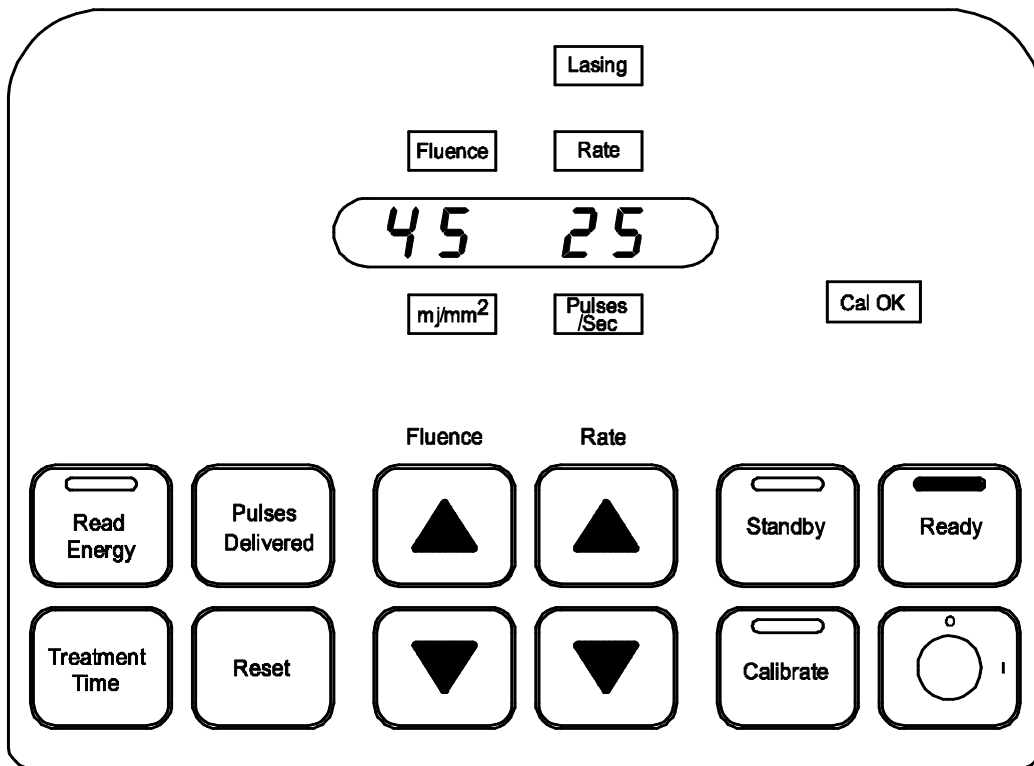 Lasing
Fluence Rate
45 25
mj/mm²
Pulses
/Sec
Cal OK
Fluence Rate
Read
Energy
Pulses
Delivered
Standby
Ready
Treatment
Time
Reset
Calibrate
O
I